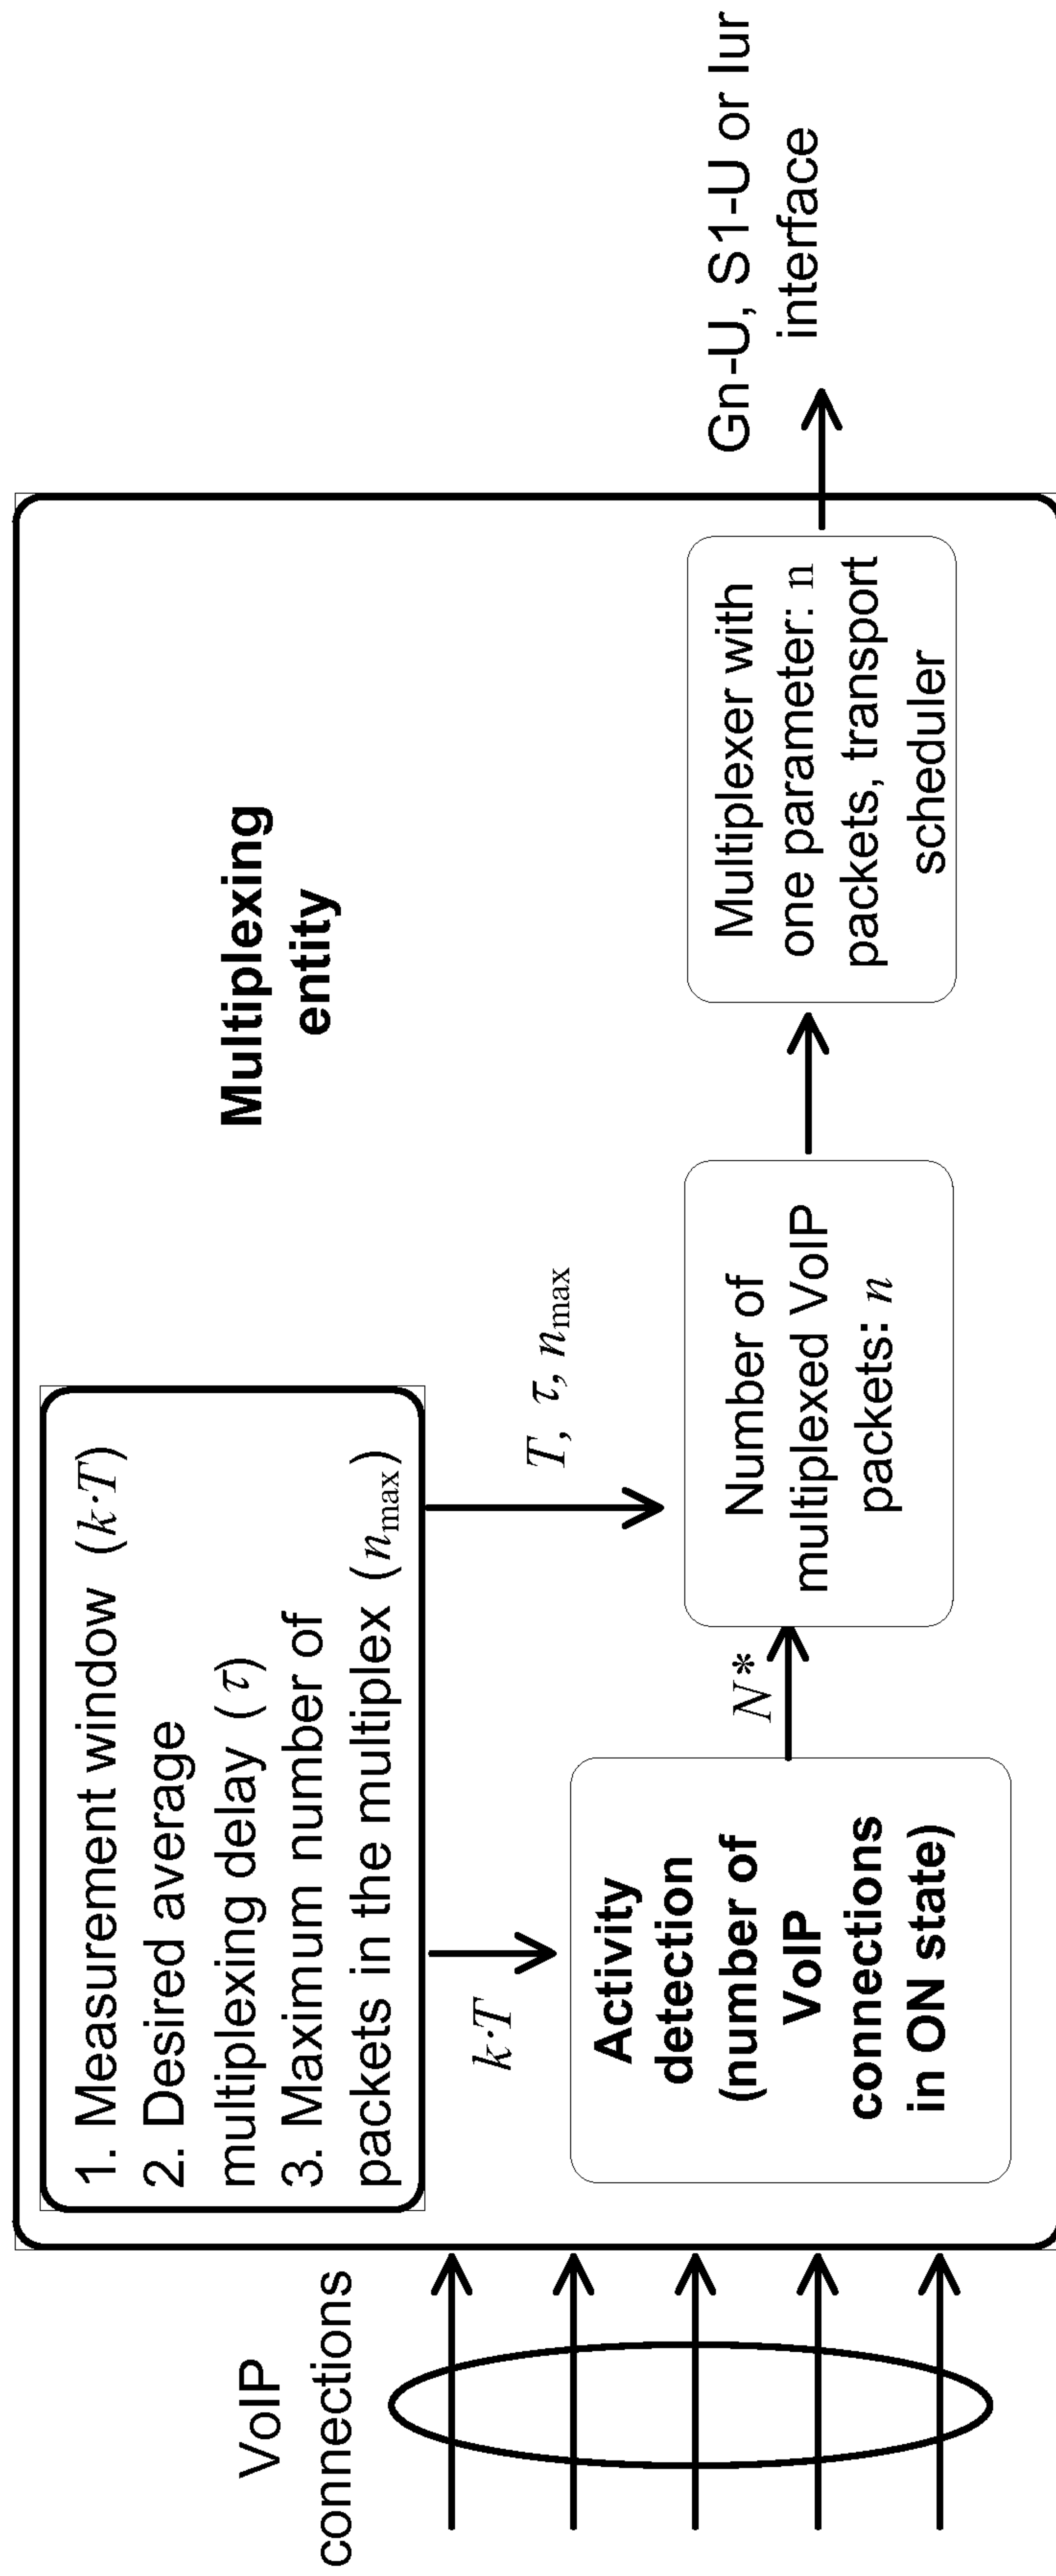 VoIP
connections
1. Measurement window (k·T)
2. Desired average
multiplexing delay (τ)
3. Maximum number of
packets in the multiplex (nmax)
Multiplexing
entity
k·T
T, τ, nmax
Activity
detection
(number of
VoIP
connections
in ON state)
N*
Number of
multiplexed VoIP
packets: n
Multiplexer with
one parameter: n
packets, transport
scheduler
Gn-U, S1-U or Iur
interface